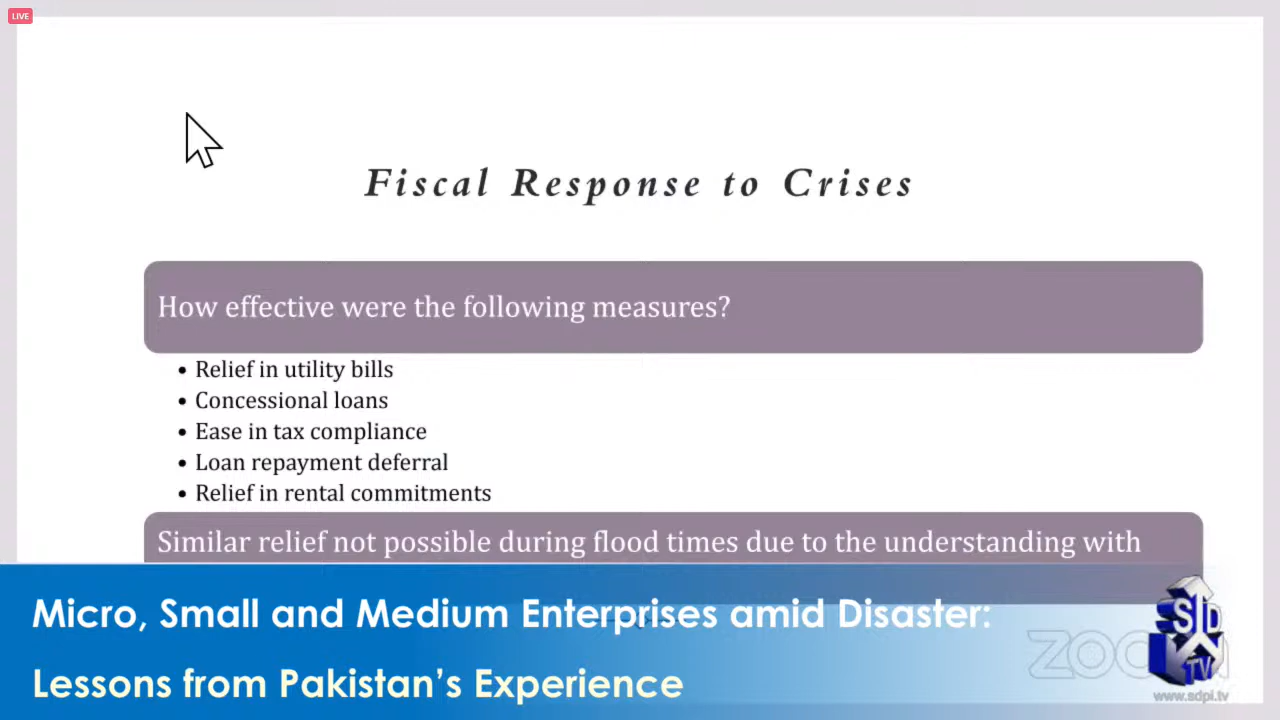 LIVE
Fiscal Response to Crises
How effective were the following measures?
• Relief in utility bills
• Concessional loans
• Ease in tax compliance
• Loan repayment deferral
• Relief in rental commitments
Similar relief not possible during flood times due to the understanding with
Micro, Small and Medium Enterprises amid Disaster:
Lessons from Pakistan’s Experience
zoom
SD
TV
www.sdpi.tv